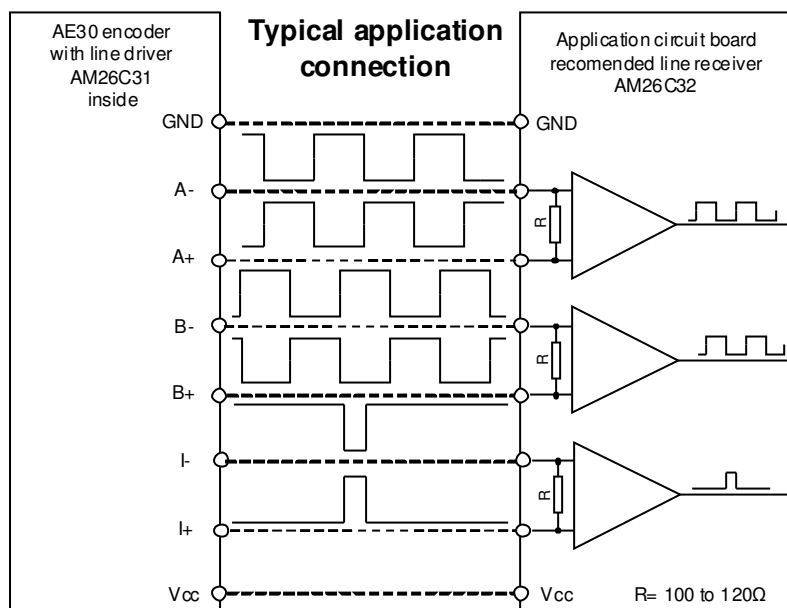 AE30 encoder
with line driver
AM26C31
inside
Typical application
connection
Application circuit board
recomended line receiver
AM26C32
GND
GND
A-
R
A+
B-
R
B+
I-
R
I+
Vcc
Vcc
R= 100 to 120Ω